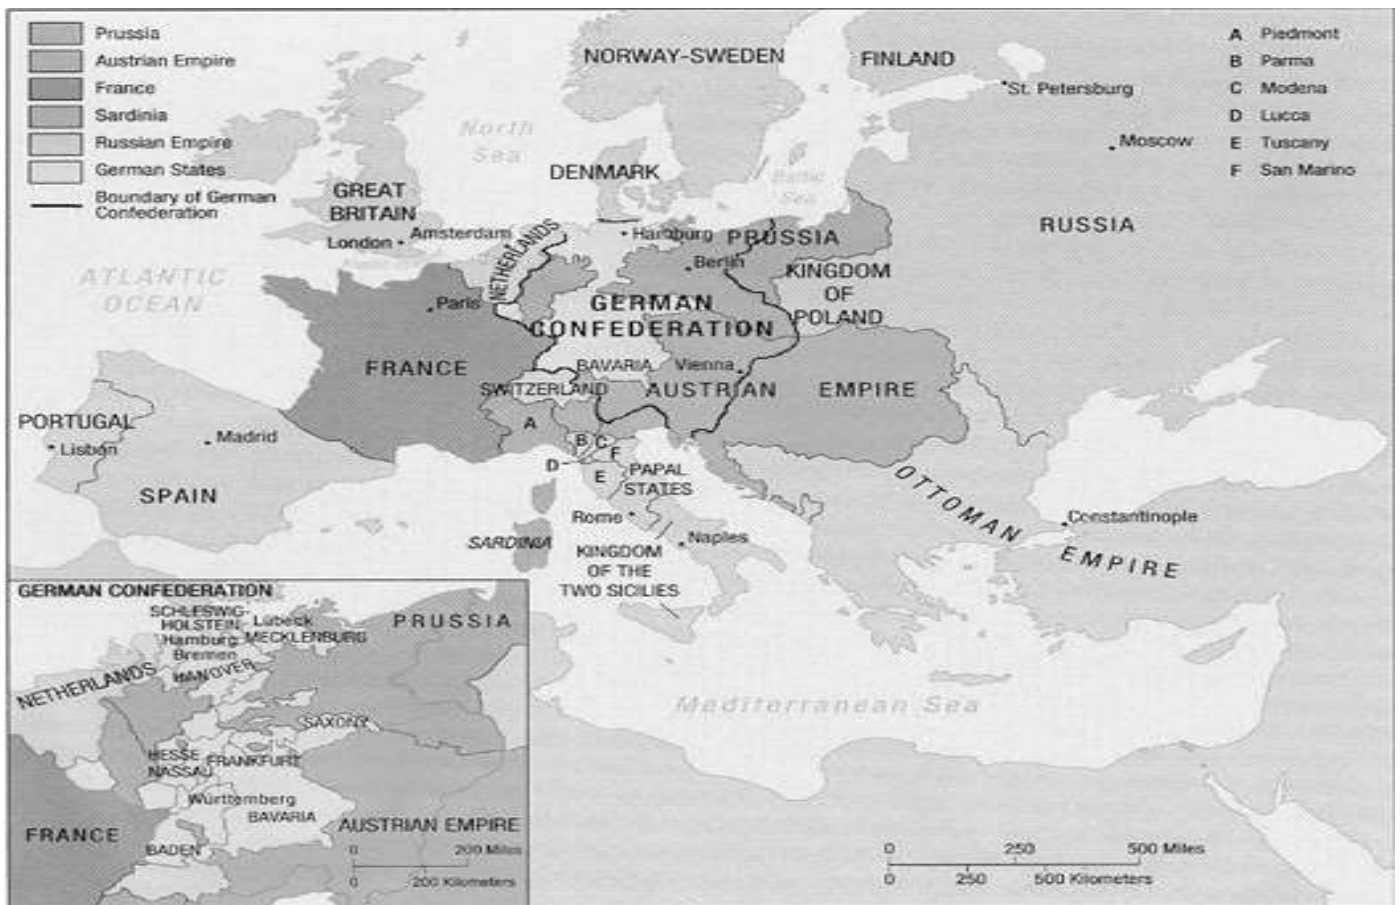 Prussia
Austrian Empire
France
Sardinia
Russian Empire
German States
Boundary of German
Confederation
A Piedmont
B Parma
C Modena
D Lucca
E Tuscany
F San Marino
NORWAY-SWEDEN
FINLAND
St. Petersburg
Moscow
North
Sea
DENMARK
Baltic
Sea
GREAT
BRITAIN
London
Amsterdam
NETHERLANDS
Hamburg
PRUSSIA
Berlin
RUSSIA
ATLANTIC
OCEAN
Paris
GERMAN
CONFEDERATION
KINGDOM
OF
POLAND
FRANCE
BAVARIA
Vienna
SWITZERLAND
AUSTRIAN EMPIRE
PORTUGAL
Lisbon
Madrid
SPAIN
A
B
C
D
E
F
PAPAL
STATES
Rome
Naples
SARDINIA
KINGDOM
OF THE
TWO SICILIES
OTTOMAN
EMPIRE
Constantinople
Mediterranean Sea
GERMAN CONFEDERATION
SCHLESWIG-
HOLSTEIN
Lübeck
Hamburg
MECKLENBURG
Bremen
PRUSSIA
NETHERLANDS
HANOVER
SAXONY
HESSE
NASSAU
FRANKFURT
Württemberg
BAVARIA
FRANCE
BADEN
AUSTRIAN EMPIRE
0 200 Miles
0 200 Kilometers
0 250 500 Miles
0 250 500 Kilometers